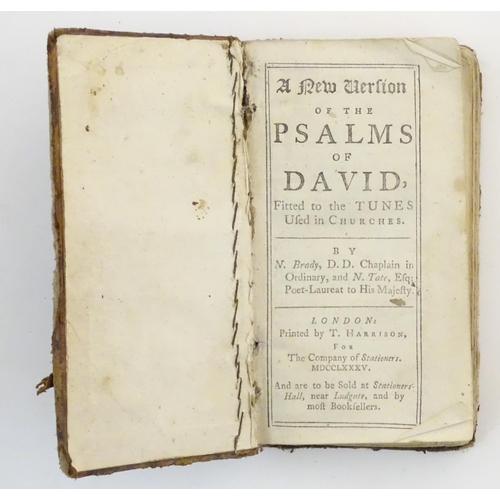 A New Verſion
OF THE
PSALMS
OF
DAVID,
Fitted to the TUNES
Uſed in CHURCHES.
BY
N. Brady, D. D. Chaplain in
Ordinary, and N. Tate, Eſq;
Poet-Laureat to His Majeſty.
LONDON:
Printed by T. HARRISON,
FOR
The Company of Stationers.
MDCCLXXXV.
And are to be Sold at Stationers-
Hall, near Ludgate, and by
moſt Bookſellers.